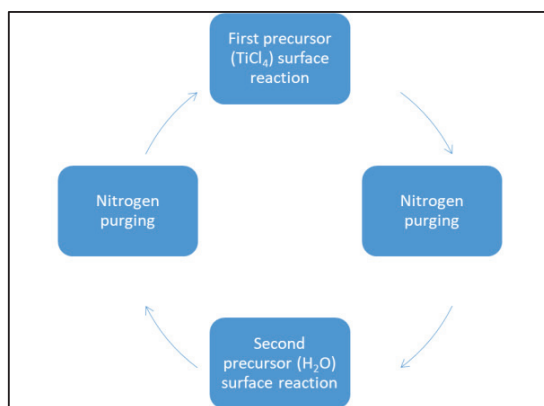 First precursor
(TiCl₄) surface
reaction
Nitrogen
purging
Nitrogen
purging
Second
precursor (H₂O)
surface reaction